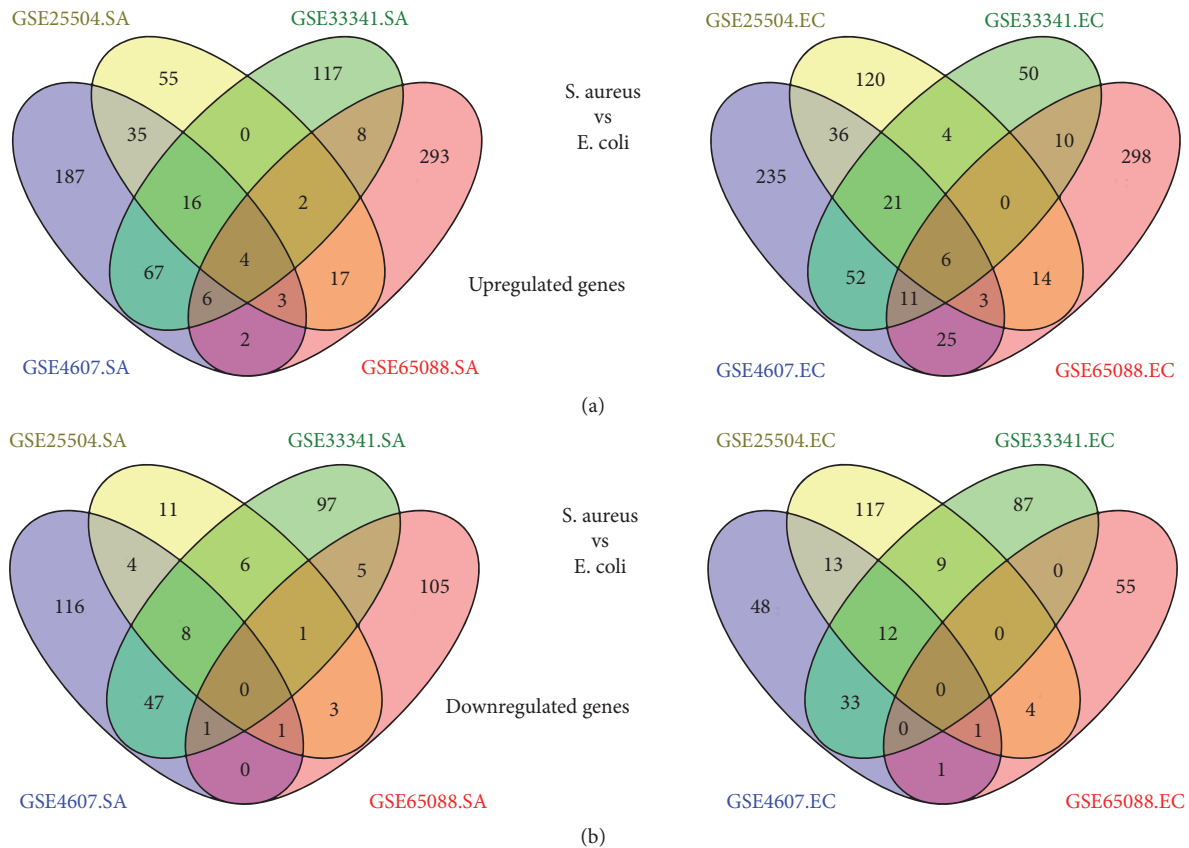 GSE25504.SA
GSE33341.SA
55
117
35
0
8
187
293
16
2
67
4
17
6
3
2
GSE4607.SA
GSE65088.SA
S. aureus
vs
E. coli
Upregulated genes
GSE25504.EC
GSE33341.EC
120
50
36
4
10
235
298
21
0
52
6
14
11
3
25
GSE4607.EC
GSE65088.EC
(a)
GSE25504.SA
GSE33341.SA
11
97
4
6
5
116
105
8
1
47
0
3
1
1
0
GSE4607.SA
GSE65088.SA
S. aureus
vs
E. coli
Downregulated genes
GSE25504.EC
GSE33341.EC
117
87
13
9
0
48
55
12
0
33
0
4
0
1
1
GSE4607.EC
GSE65088.EC
(b)